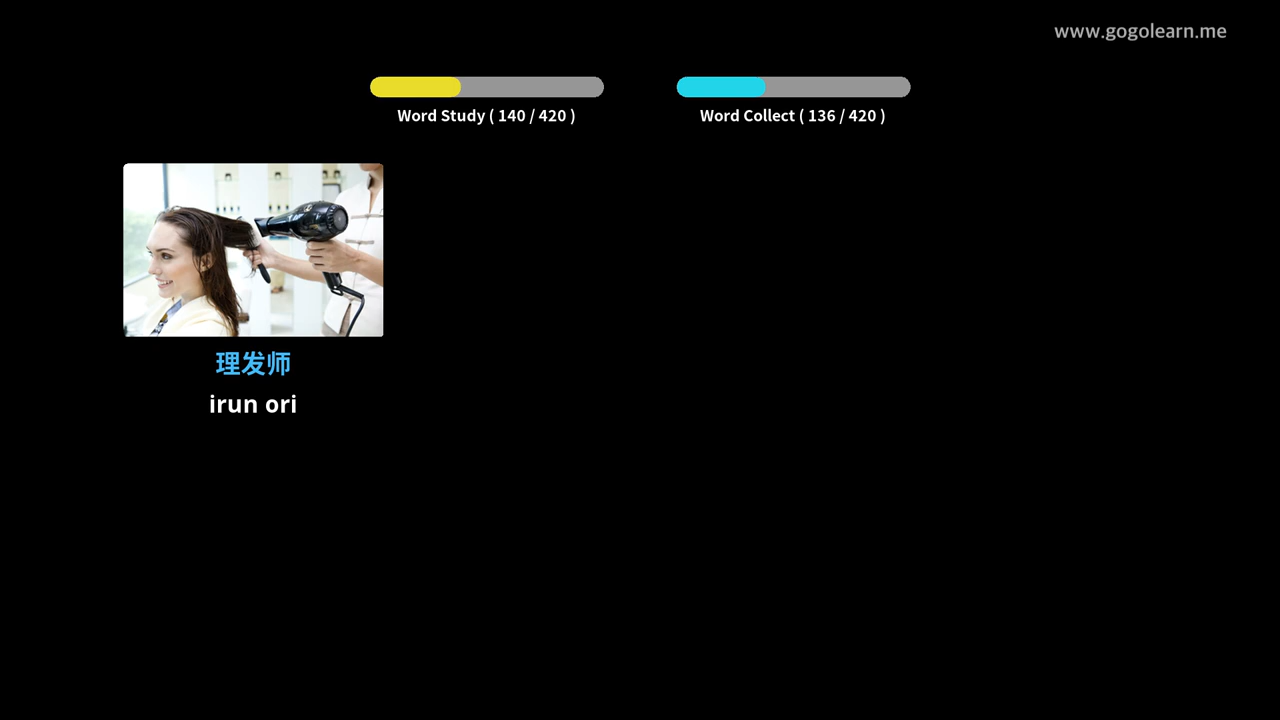 www.gogolearn.me
Word Study ( 140 / 420 )
Word Collect ( 136 / 420 )
理发师
irun ori